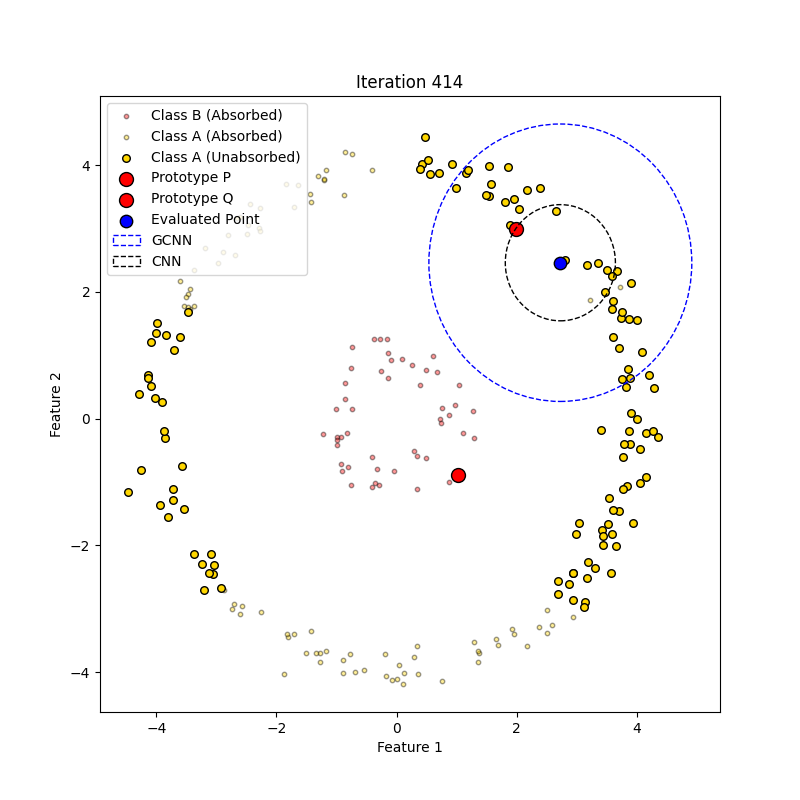 Iteration 414
Class B (Absorbed)
Class A (Absorbed)
Class A (Unabsorbed)
Prototype P
Prototype Q
Evaluated Point
GCNN
CNN
4
2
0
−2
−4
Feature 2
−4
−2
0
2
4
Feature 1